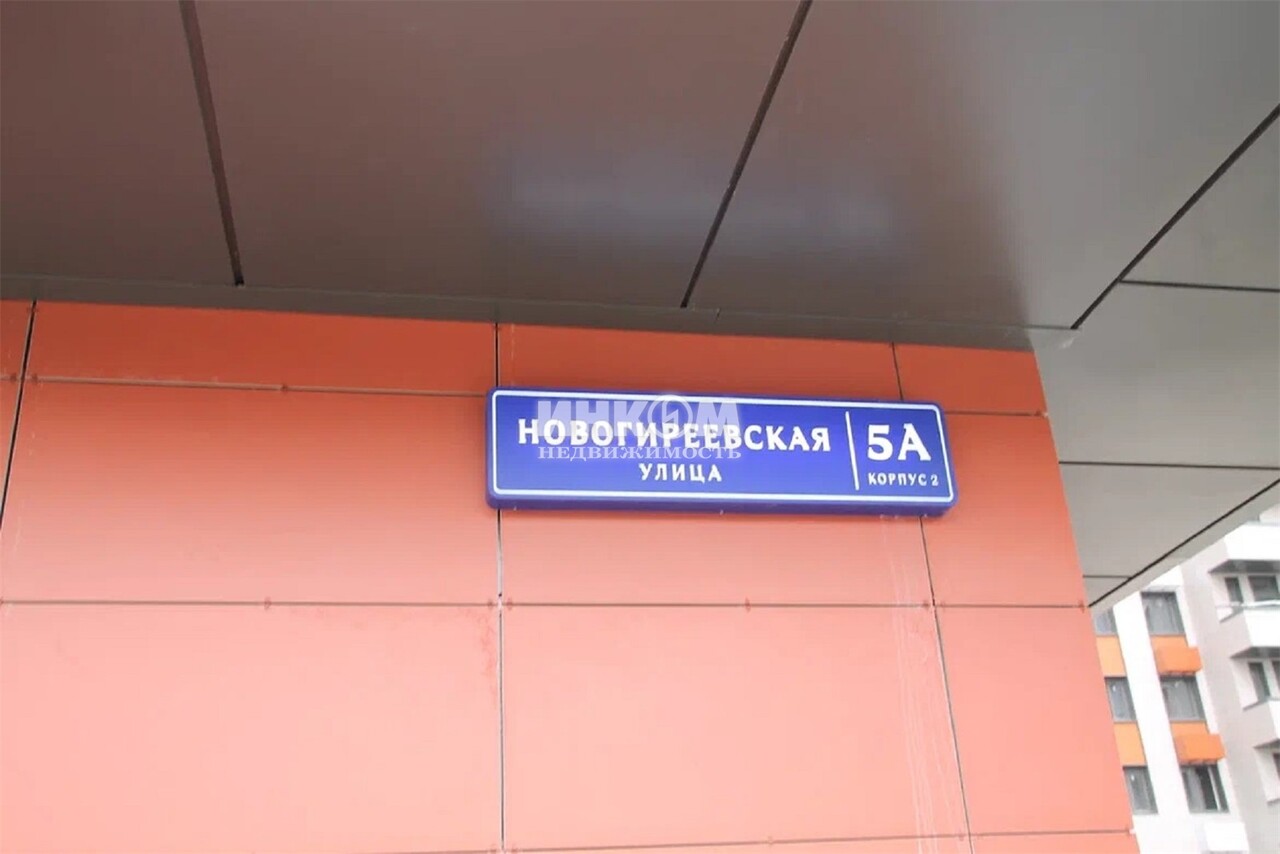 ИНКОМ
НОВОГИРЕЕВСКАЯ
НЕДВИЖИМОСТЬ
УЛИЦА
5А
КОРПУС 2